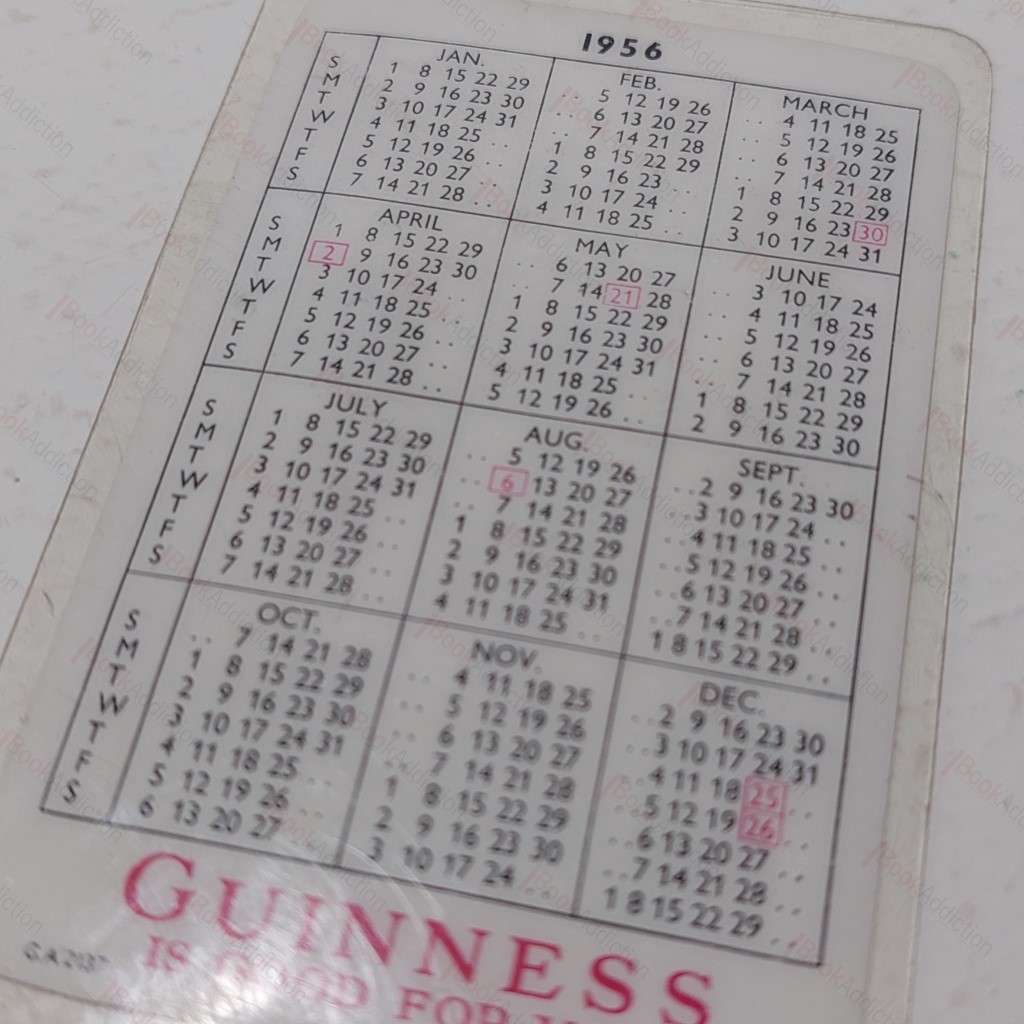 1956
JAN. FEB. MARCH
S 1 8 15 22 29 .. 5 12 19 26 .. 4 11 18 25
M 2 9 16 23 30 .. 6 13 20 27 .. 5 12 19 26
T 3 10 17 24 31 .. 7 14 21 28 .. 6 13 20 27
W 4 11 18 25 .. 1 8 15 22 29 .. 7 14 21 28
T 5 12 19 26 .. 2 9 16 23 .. 1 8 15 22 29
F 6 13 20 27 .. 3 10 17 24 .. 2 9 16 23 30
S 7 14 21 28 .. 4 11 18 25 .. 3 10 17 24 31
APRIL MAY JUNE
S 1 8 15 22 29 .. 6 13 20 27 .. 3 10 17 24
M 2 9 16 23 30 .. 7 14 21 28 .. 4 11 18 25
T 3 10 17 24 .. 1 8 15 22 29 .. 5 12 19 26
W 4 11 18 25 .. 2 9 16 23 30 .. 6 13 20 27
T 5 12 19 26 .. 3 10 17 24 31 .. 7 14 21 28
F 6 13 20 27 .. 4 11 18 25 .. 1 8 15 22 29
S 7 14 21 28 .. 5 12 19 26 .. 2 9 16 23 30
JULY AUG. SEPT.
S 1 8 15 22 29 .. 5 12 19 26 .. 2 9 16 23 30
M 2 9 16 23 30 .. 6 13 20 27 .. 3 10 17 24 ..
T 3 10 17 24 31 .. 7 14 21 28 .. 4 11 18 25 ..
W 4 11 18 25 .. 1 8 15 22 29 .. 5 12 19 26 ..
T 5 12 19 26 .. 2 9 16 23 30 .. 6 13 20 27 ..
F 6 13 20 27 .. 3 10 17 24 31 .. 7 14 21 28 ..
S 7 14 21 28 .. 4 11 18 25 .. 1 8 15 22 29 ..
OCT. NOV. DEC.
S .. 7 14 21 28 .. 4 11 18 25 .. 2 9 16 23 30
M 1 8 15 22 29 .. 5 12 19 26 .. 3 10 17 24 31
T 2 9 16 23 30 .. 6 13 20 27 .. 4 11 18 25 ..
W 3 10 17 24 31 .. 7 14 21 28 .. 5 12 19 26 ..
T 4 11 18 25 .. 1 8 15 22 29 .. 6 13 20 27 ..
F 5 12 19 26 .. 2 9 16 23 30 .. 7 14 21 28 ..
S 6 13 20 27 .. 3 10 17 24 .. 1 8 15 22 29 ..
GUINNESS
G.A 2037 IS GOOD FOR
BookAddiction